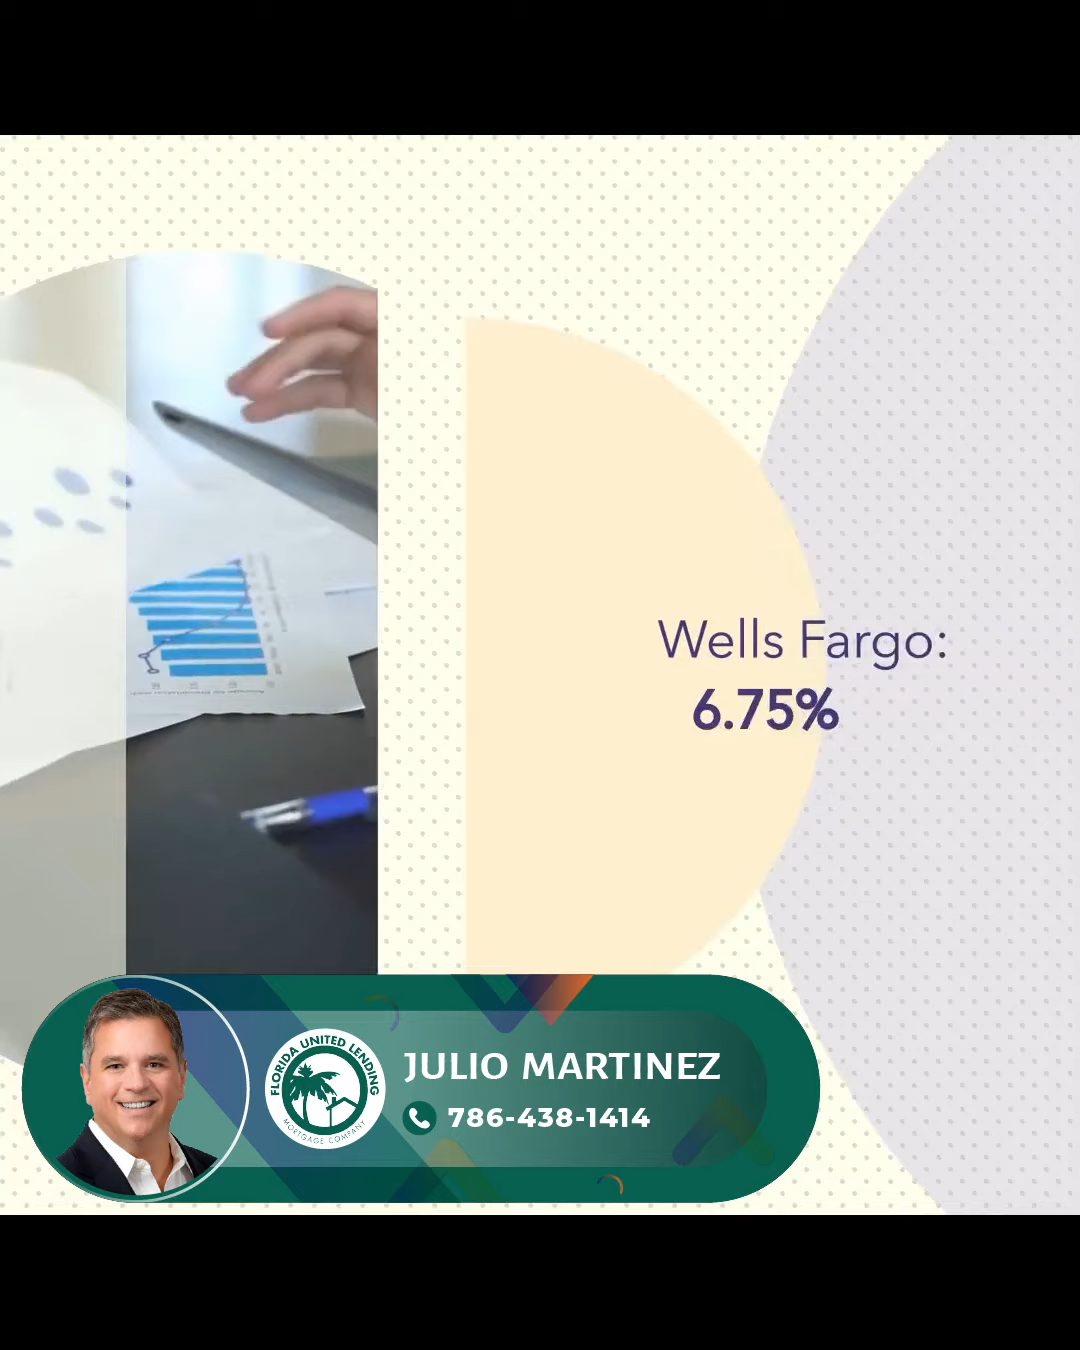 Wells Fargo:
6.75%
FLORIDA UNITED LENDING
MORTGAGE COMPANY
JULIO MARTINEZ
786-438-1414